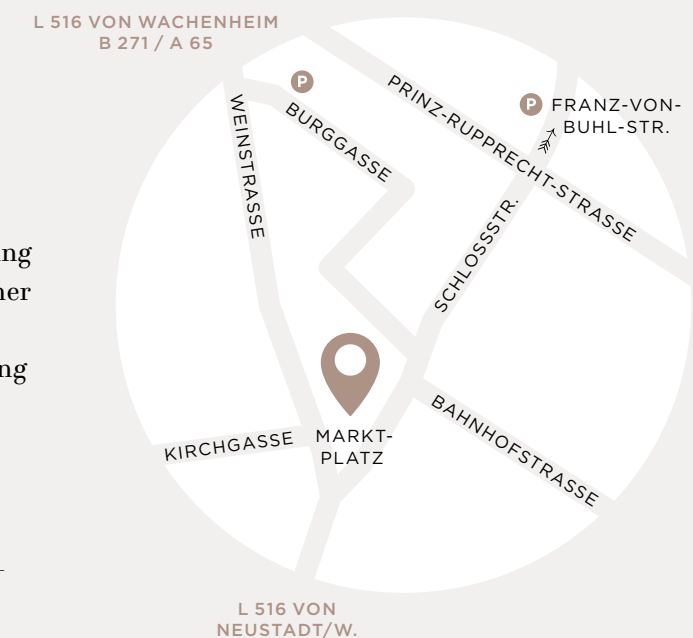 L 516 VON WACHENHEIM
B 271 / A 65
P
P
FRANZ-VON-
BUHL-STR.
PRINZ-RUPPRECHT-STRASSE
BURGGASSE
WEINSTRASSE
SCHLOSSSTR.
ng
ner
ng
KIRCHGASSE
MARKT-
PLATZ
BAHNHOFSTRASSE
L 516 VON
NEUSTADT/W.